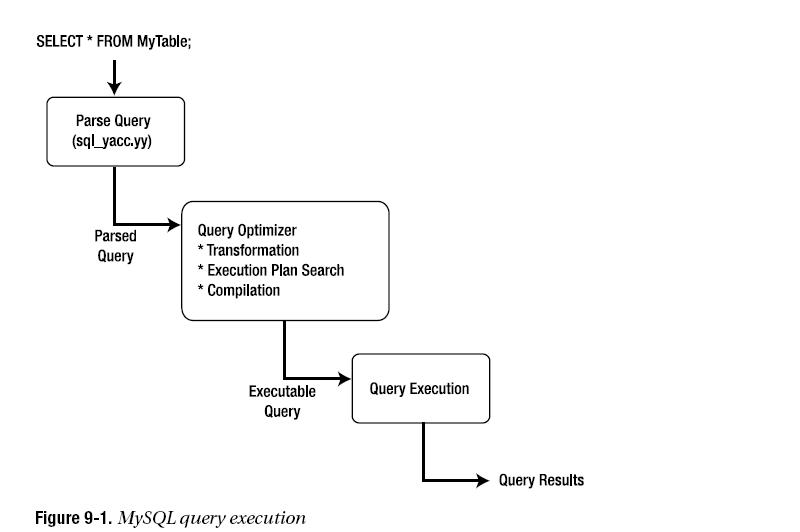 SELECT * FROM MyTable;
Parse Query
(sql_yacc.yy)
Parsed
Query
Query Optimizer
* Transformation
* Execution Plan Search
* Compilation
Executable
Query
Query Execution
Query Results
Figure 9-1. MySQL query execution